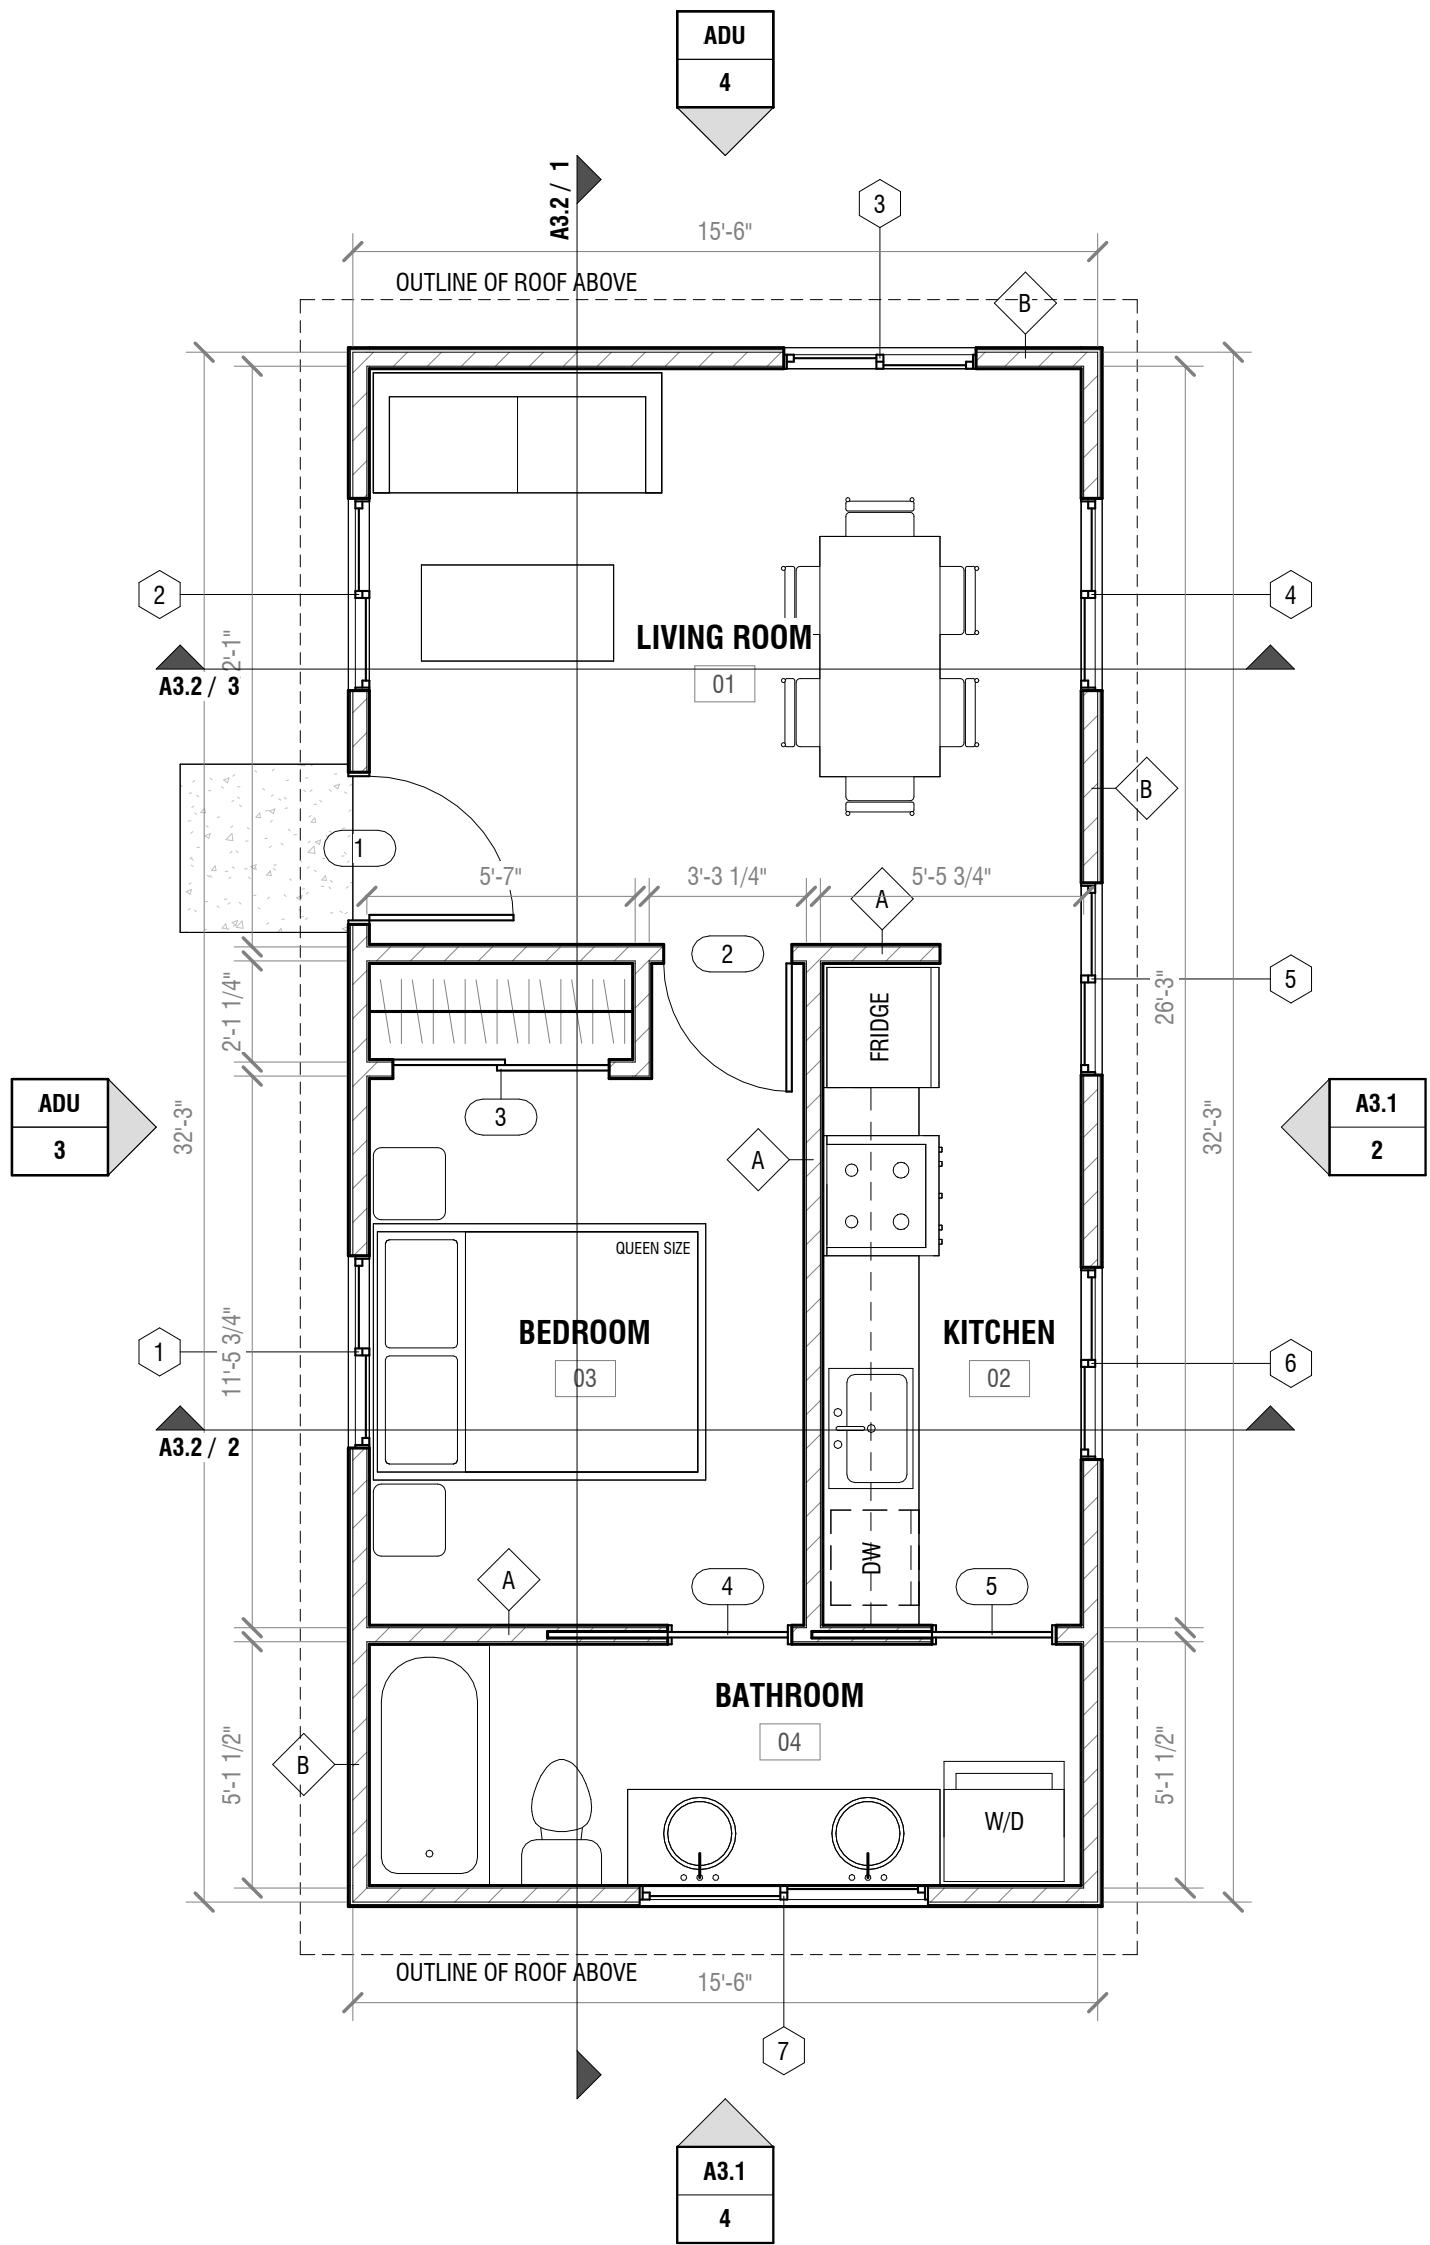 ADU
4
A3.2 / 1
3
15'-6"
OUTLINE OF ROOF ABOVE
B
2
4
2'-1"
LIVING ROOM
A3.2 / 3
01
B
1
5'-7"
3'-3 1/4"
5'-5 3/4"
A
2
5
2'-1 1/4"
26'-3"
FRIDGE
ADU
3
32'-3"
3
32'-3"
A3.1
2
A
QUEEN SIZE
BEDROOM
KITCHEN
1
11'-5 3/4"
03
02
6
A3.2 / 2
DW
A
4
5
BATHROOM
04
B
5'-1 1/2"
5'-1 1/2"
W/D
OUTLINE OF ROOF ABOVE
15'-6"
7
A3.1
4